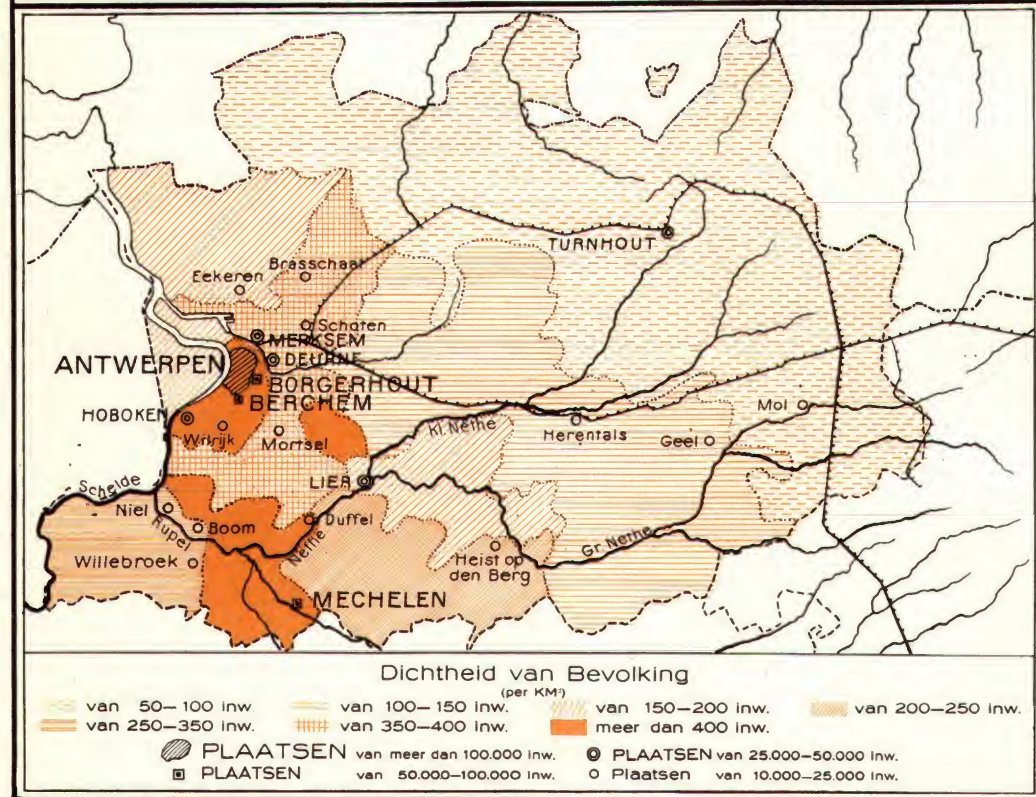 TURNHOUT
Brasschaat
Eekeren
Schoten
MERKSEM
ANTWERPEN
DEURNE
BORGERHOUT
BERCHEM
HOBOKEN
Wilrijk
Mortsel
Kl. Nethe
Herentals
Mol
Geel
LIER
Schelde
Niel
Rupel
Boom
Duffel
Nethe
Willebroek
Heist op
den Berg
Gr. Nethe
MECHELEN
Dichtheid van Bevolking
(per KM²)
van 50–100 inw. van 100–150 inw. van 150–200 inw. van 200–250 inw.
van 250–350 inw. van 350–400 inw. meer dan 400 inw.
PLAATSEN van meer dan 100.000 inw. PLAATSEN van 25.000–50.000 inw.
PLAATSEN van 50.000–100.000 inw. Plaatsen van 10.000–25.000 inw.